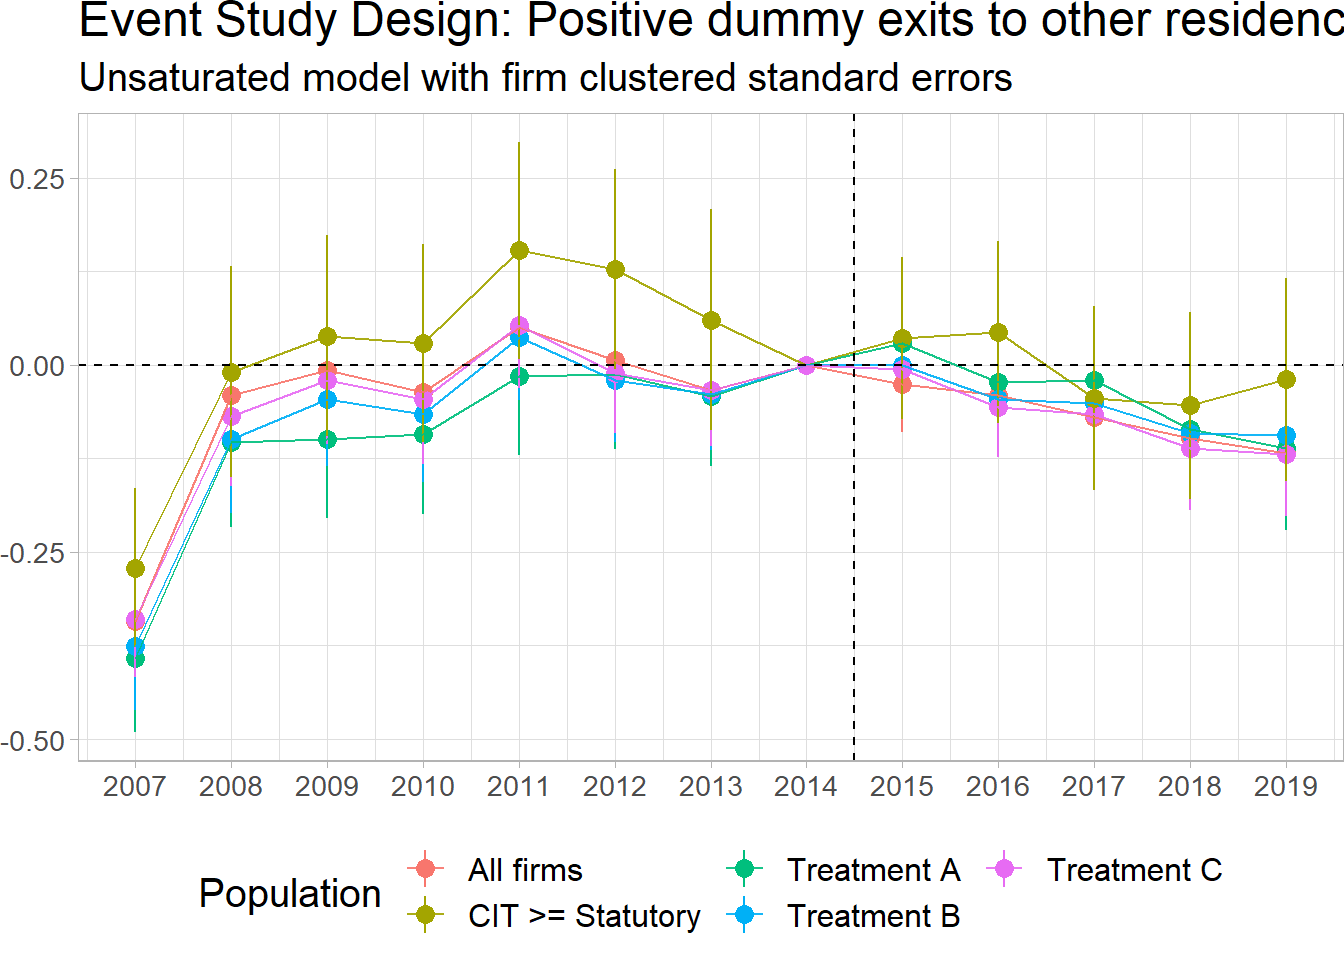 Event Study Design: Positive dummy exits to other residenc
Unsaturated model with firm clustered standard errors
0.25
0.00
-0.25
-0.50
2007 2008 2009 2010 2011 2012 2013 2014 2015 2016 2017 2018 2019
Population
All firms
CIT >= Statutory
Treatment A
Treatment B
Treatment C